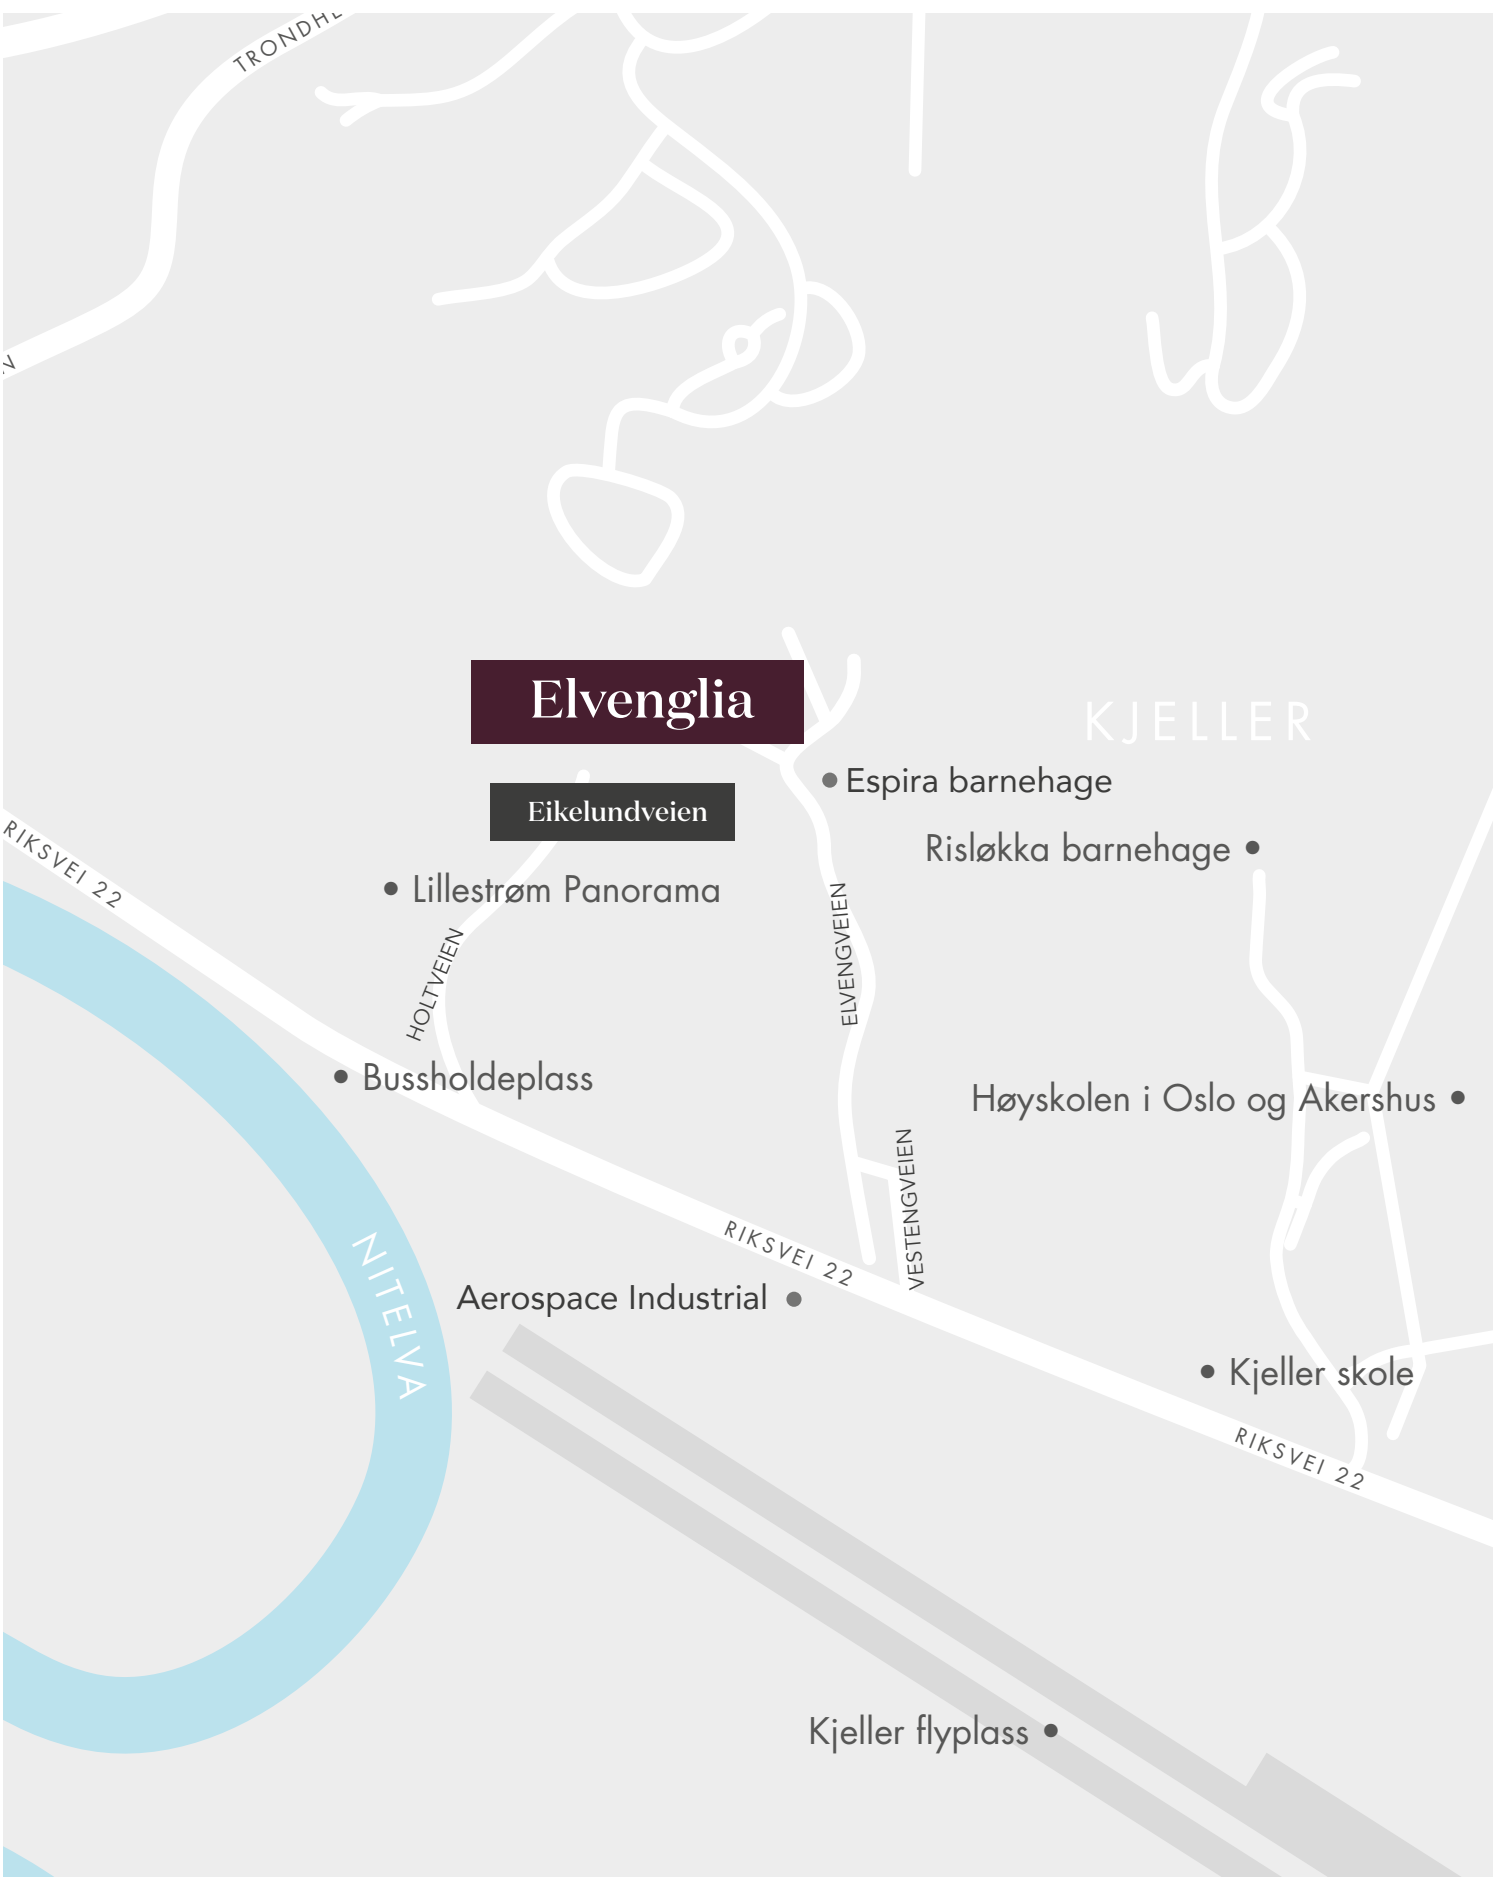 TRONDHE
N
Elvenglia
KJELLER
Espira barnehage
Eikelundveien
RIKSVEI 22
Risløkka barnehage
Lillestrøm Panorama
HOLTVEIEN
ELVENGVEIEN
Bussholdeplass
Høyskolen i Oslo og Akershus
VESTENGVEIEN
RIKSVEI 22
NITELVA
Aerospace Industrial
Kjeller skole
RIKSVEI 22
Kjeller flyplass